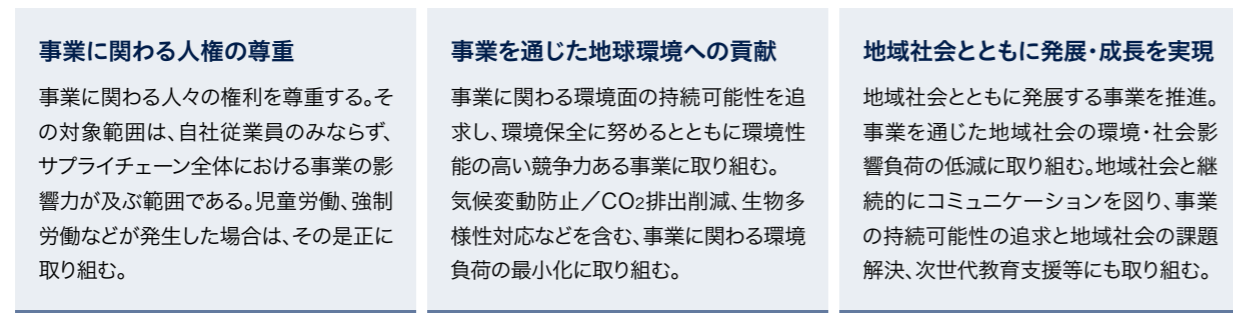 事業に関わる人権の尊重
事業に関わる人々の権利を尊重する。そ
の対象範囲は、自社従業員のみならず、
サプライチェーン全体における事業の影
響力が及ぶ範囲である。児童労働、強制
労働などが発生した場合は、その是正に
取り組む。
事業を通じた地球環境への貢献
事業に関わる環境面の持続可能性を追
求し、環境保全に努めるとともに環境性
能の高い競争力ある事業に取り組む。
気候変動防止／CO2排出削減、生物多
様性対応などを含む、事業に関わる環境
負荷の最小化に取り組む。
地域社会とともに発展・成長を実現
地域社会とともに発展する事業を推進。
事業を通じた地域社会の環境・社会影
響負荷の低減に取り組む。地域社会と継
続的にコミュニケーションを図り、事業
の持続可能性の追求と地域社会の課題
解決、次世代教育支援等にも取り組む。